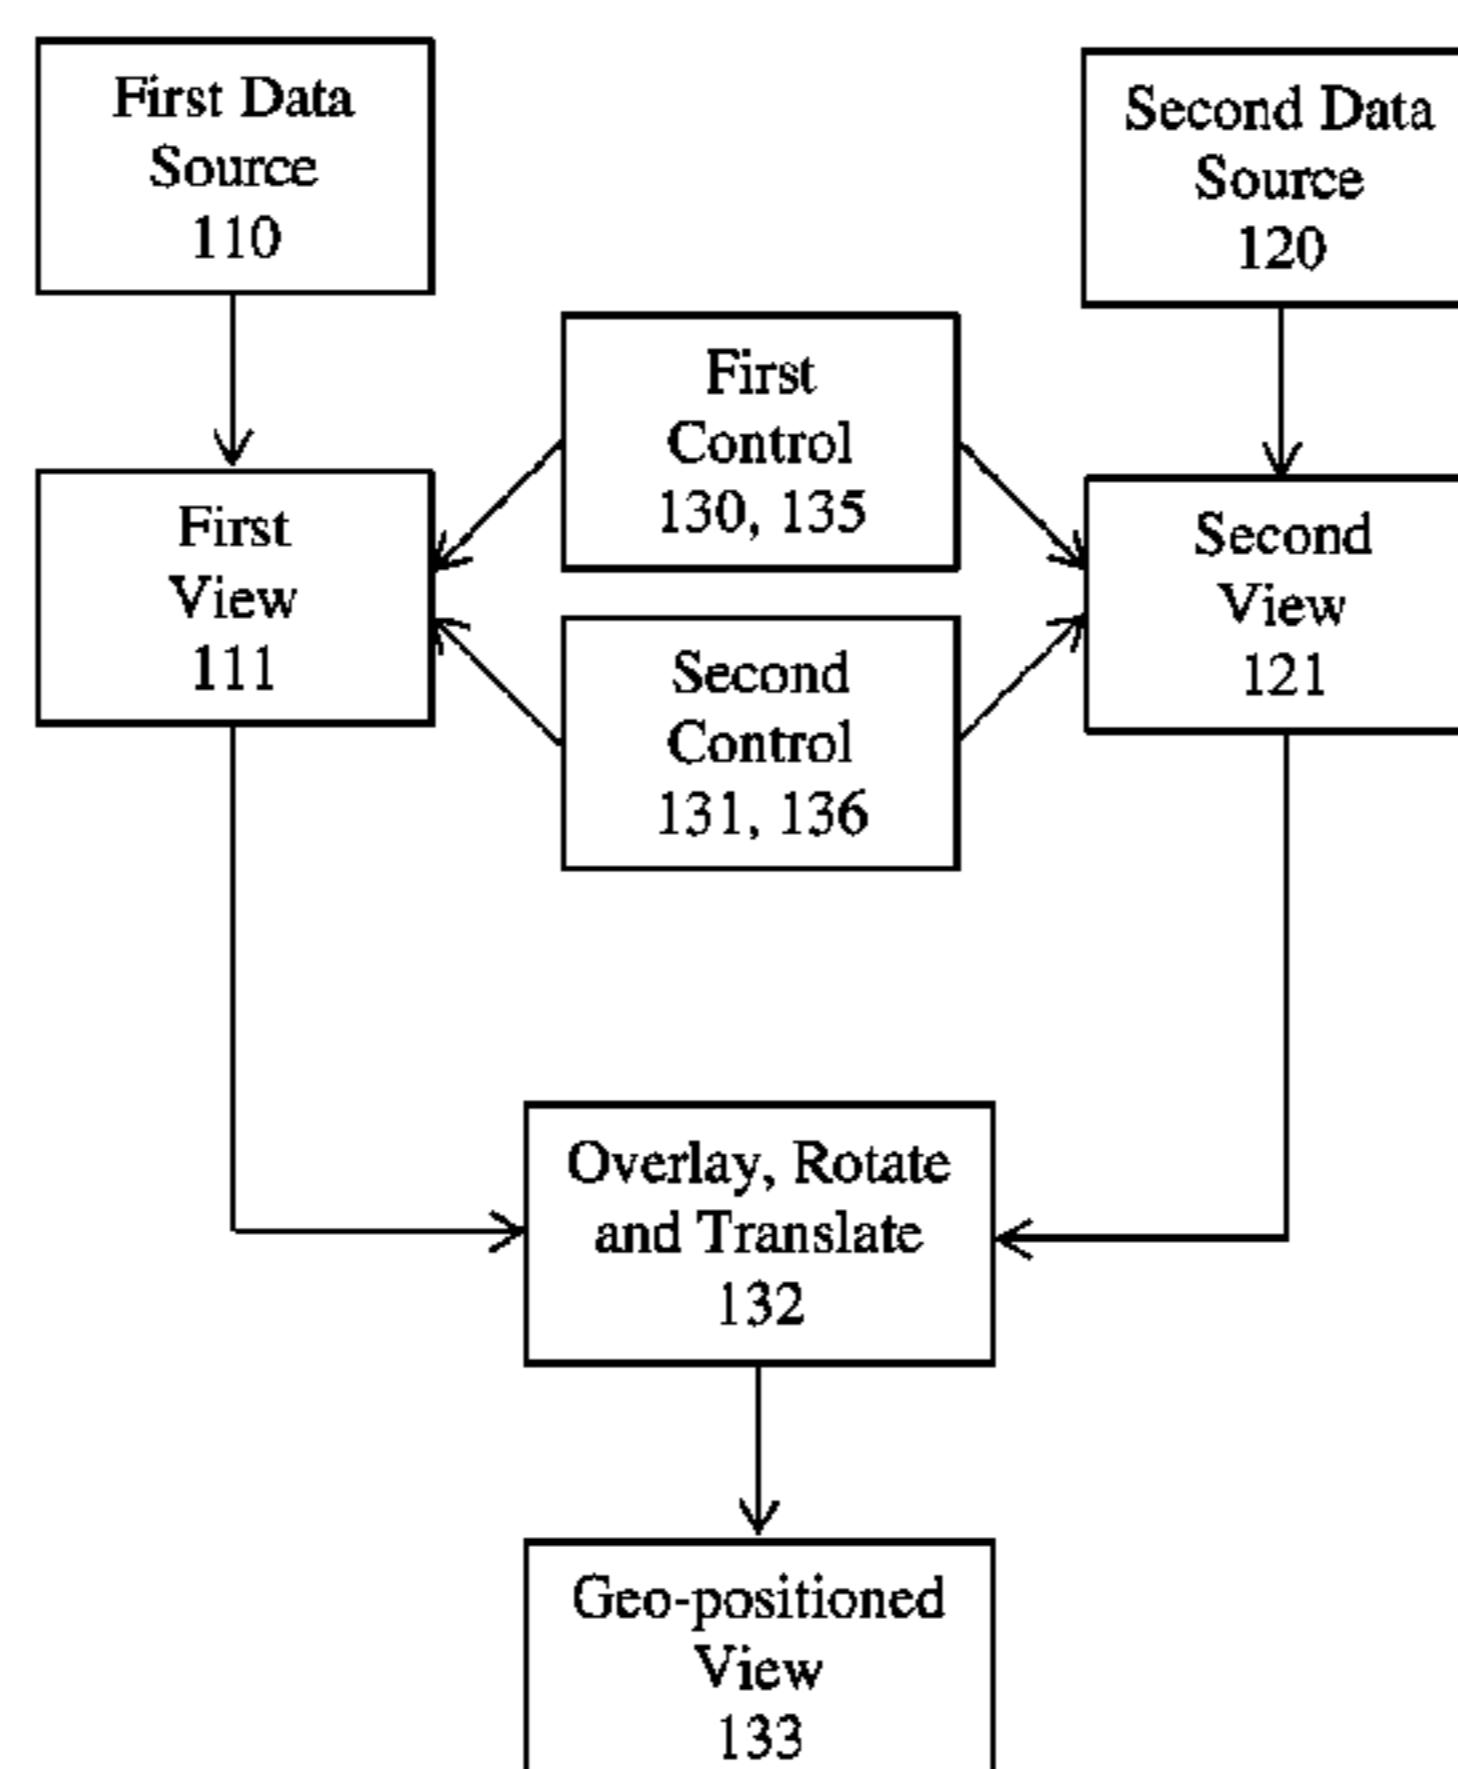 First Data
Source
110
Second Data
Source
120
First
Control
130, 135
First
View
111
Second
View
121
Second
Control
131, 136
Overlay, Rotate
and Translate
132
Geo-positioned
View
133